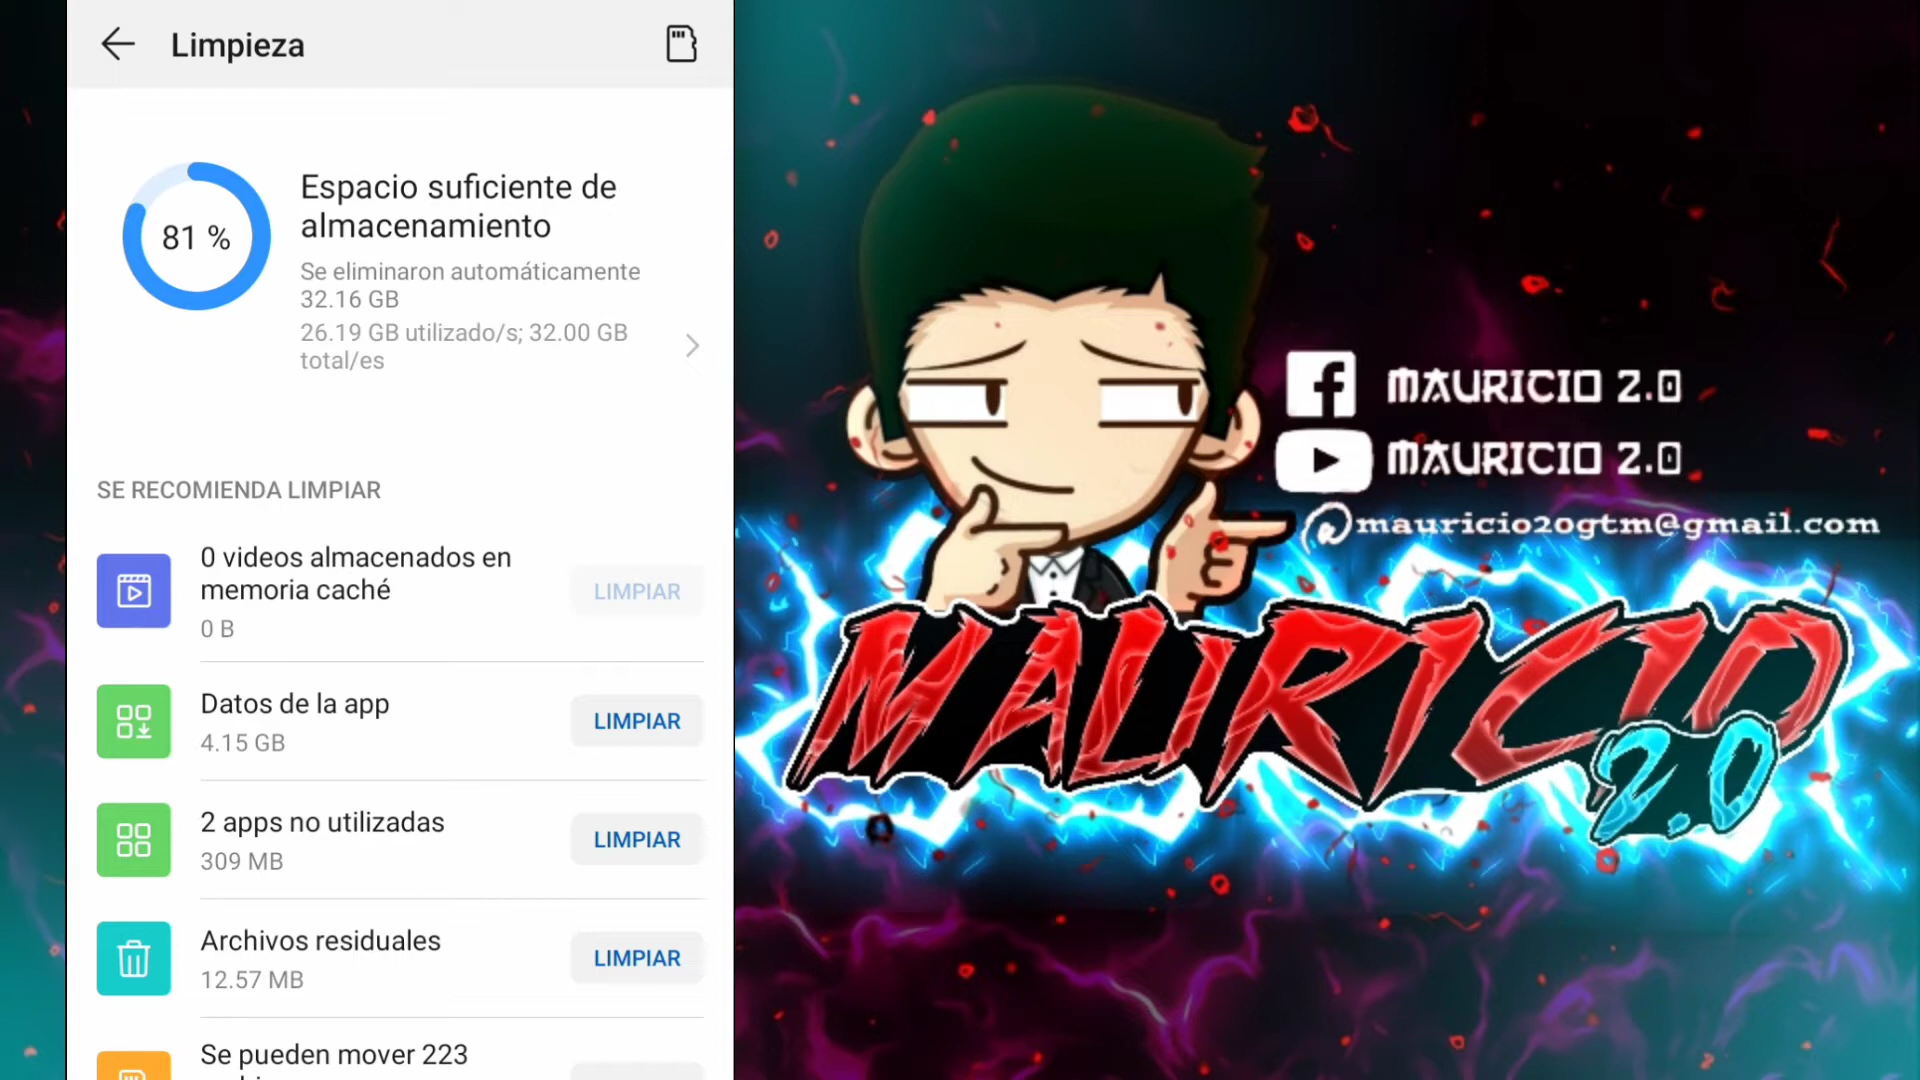 Limpieza
81 %
Espacio suficiente de
almacenamiento
Se eliminaron automáticamente
32.16 GB
26.19 GB utilizado/s; 32.00 GB
total/es
SE RECOMIENDA LIMPIAR
0 videos almacenados en
memoria caché
0 B
LIMPIAR
Datos de la app
4.15 GB
LIMPIAR
2 apps no utilizadas
309 MB
LIMPIAR
Archivos residuales
12.57 MB
LIMPIAR
Se pueden mover 223
MAURICIO 2.0
MAURICIO 2.0
@mauricio20gtm@gmail.com
MAURICIO
2.0